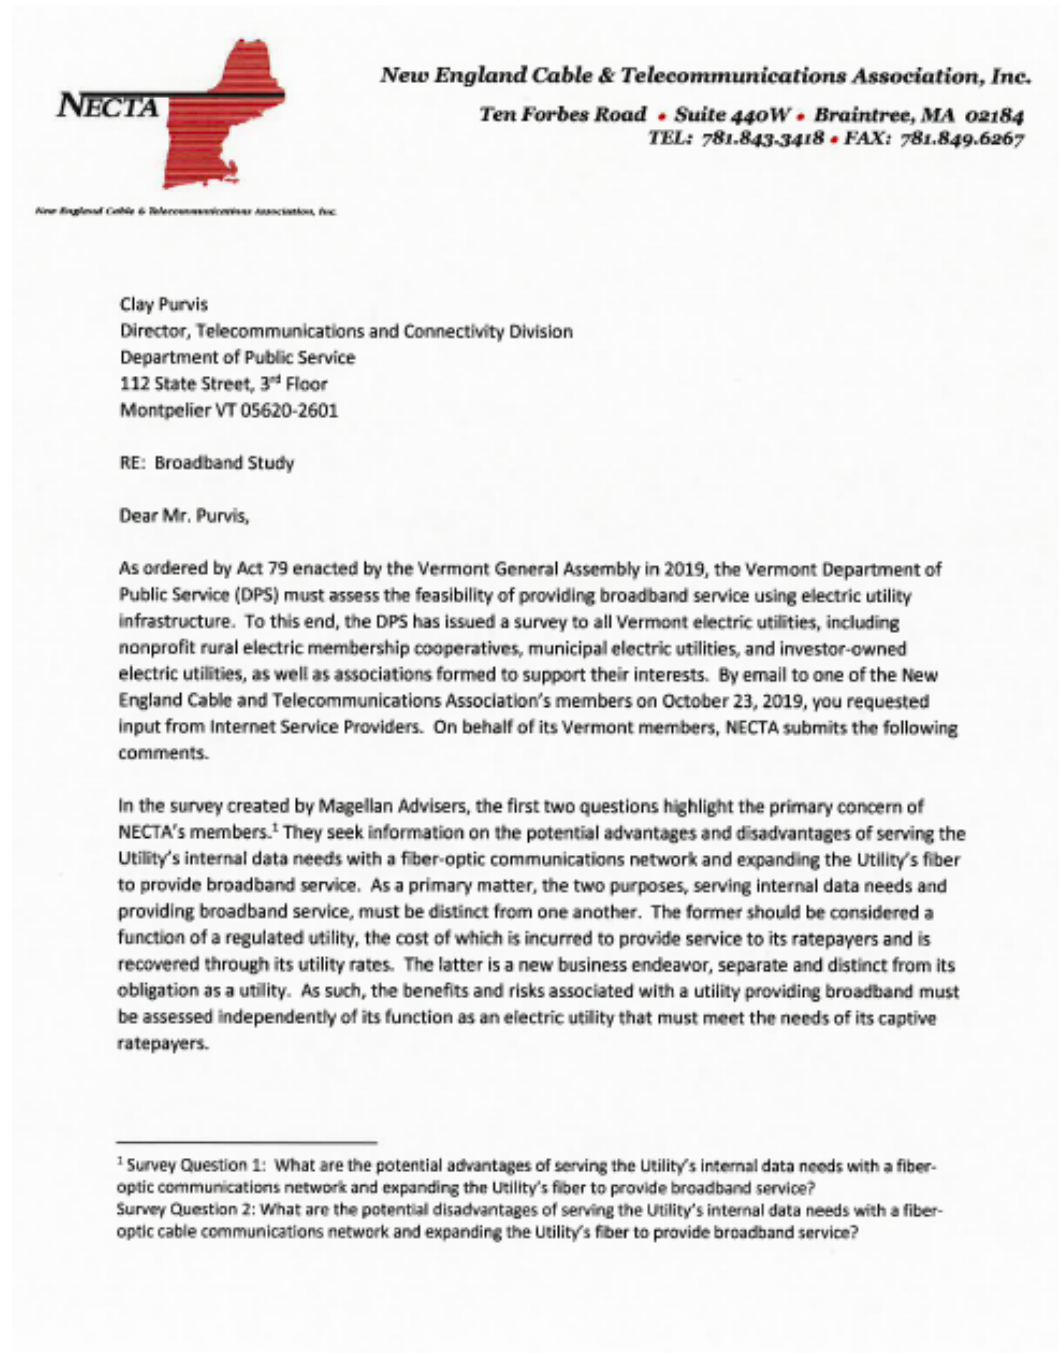 New England Cable & Telecommunications Association, Inc.
NECTA
Ten Forbes Road • Suite 440W • Braintree, MA 02184
TEL: 781.843.3418 • FAX: 781.849.6267
New England Cable & Telecommunications Association, Inc.
Clay Purvis
Director, Telecommunications and Connectivity Division
Department of Public Service
112 State Street, 3rd Floor
Montpelier VT 05620-2601
RE: Broadband Study
Dear Mr. Purvis,
As ordered by Act 79 enacted by the Vermont General Assembly in 2019, the Vermont Department of
Public Service (DPS) must assess the feasibility of providing broadband service using electric utility
infrastructure. To this end, the DPS has issued a survey to all Vermont electric utilities, including
nonprofit rural electric membership cooperatives, municipal electric utilities, and investor-owned
electric utilities, as well as associations formed to support their interests. By email to one of the New
England Cable and Telecommunications Association's members on October 23, 2019, you requested
input from Internet Service Providers. On behalf of its Vermont members, NECTA submits the following
comments.
In the survey created by Magellan Advisers, the first two questions highlight the primary concern of
NECTA's members.1 They seek information on the potential advantages and disadvantages of serving the
Utility's internal data needs with a fiber-optic communications network and expanding the Utility's fiber
to provide broadband service. As a primary matter, the two purposes, serving internal data needs and
providing broadband service, must be distinct from one another. The former should be considered a
function of a regulated utility, the cost of which is incurred to provide service to its ratepayers and is
recovered through its utility rates. The latter is a new business endeavor, separate and distinct from its
obligation as a utility. As such, the benefits and risks associated with a utility providing broadband must
be assessed independently of its function as an electric utility that must meet the needs of its captive
ratepayers.
1 Survey Question 1: What are the potential advantages of serving the Utility's internal data needs with a fiber-
optic communications network and expanding the Utility's fiber to provide broadband service?
Survey Question 2: What are the potential disadvantages of serving the Utility's internal data needs with a fiber-
optic cable communications network and expanding the Utility's fiber to provide broadband service?